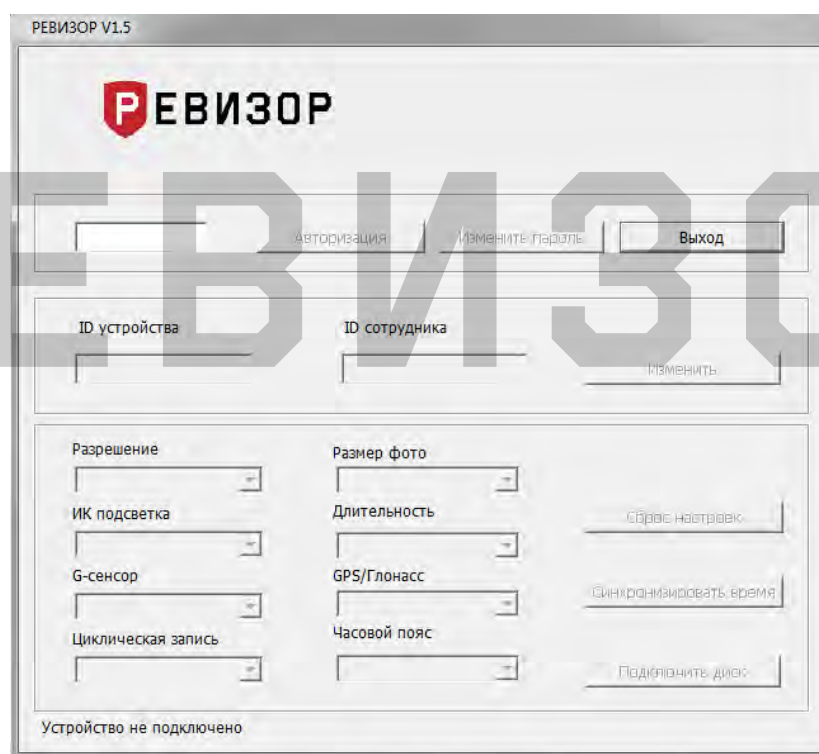 РЕВИЗОР V1.5
РЕВИЗОР
ЕВИЗО
Авторизация Изменить пароль Выход
ID устройства ID сотрудника
Изменить
Разрешение Размер фото
ИК подсветка Длительность Сброс настроек
G-сенсор GPS/Глонасс Синхронизировать время
Циклическая запись Часовой пояс
Подключить диск
Устройство не подключено